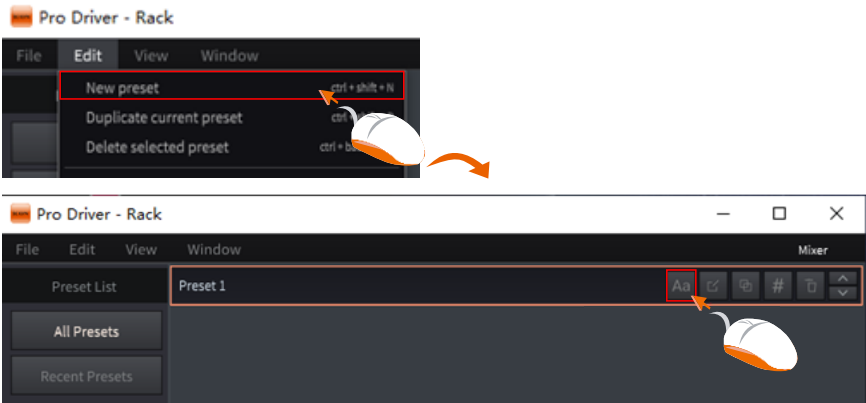 Pro Driver - Rack
File Edit View Window
New preset ctrl + shift + N
Duplicate current preset
Delete selected preset
Pro Driver - Rack
File Edit View Window Mixer
Preset List Preset 1 Aa #
All Presets
Recent Presets